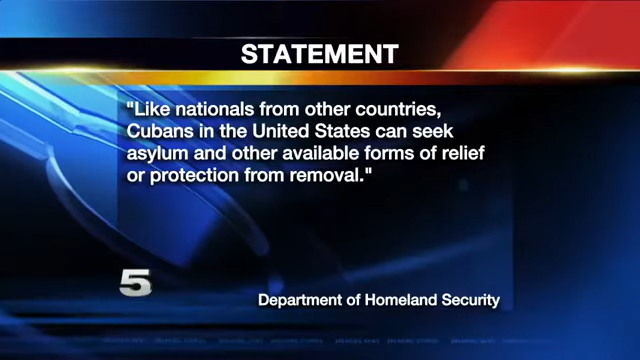 STATEMENT
"Like nationals from other countries,
Cubans in the United States can seek
asylum and other available forms of relief
or protection from removal."
5
Department of Homeland Security